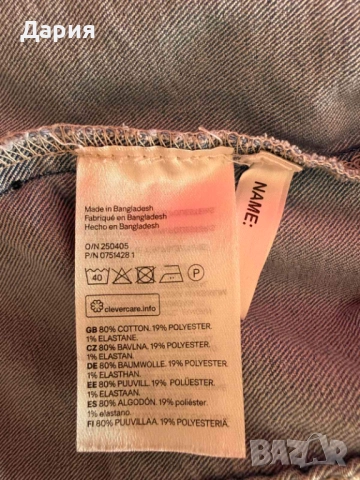 Дария
NAME:
Made in Bangladesh
Fabriqué en Bangladesh
Hecho en Bangladesh
O/N 250405
P/N 0751428 1
40
P
clevercare.info
GB 80% COTTON, 19% POLYESTER,
1% ELASTANE.
CZ 80% BAVLNA, 19% POLYESTER,
1% ELASTAN.
DE 80% BAUMWOLLE, 19% POLYESTER,
1% ELASTHAN.
EE 80% PUUVILL, 19% POLÜESTER,
1% ELASTAAN.
ES 80% ALGODÓN, 19% poliéster,
1% elastano.
FI 80% PUUVILLAA, 19% POLYESTERIÄ,
BAZAR